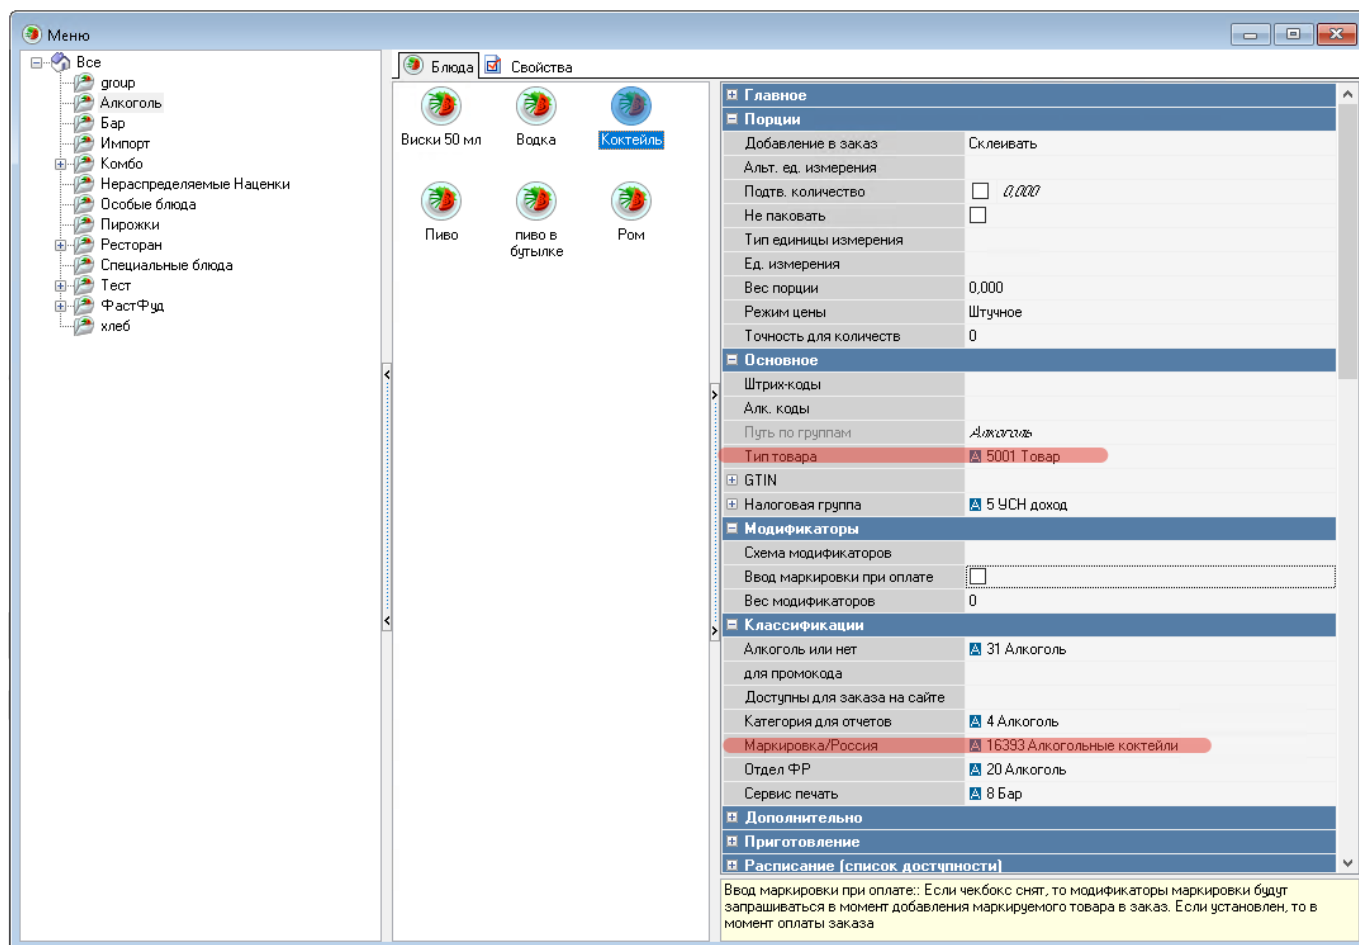 Меню
Все
group
Алкоголь
Бар
Импорт
Комбо
Нераспределяемые Наценки
Особые блюда
Пирожки
Ресторан
Специальные блюда
Тест
ФастФуд
хлеб
Блюда
Свойства
Виски 50 мл
Водка
Коктейль
Пиво
пиво в
бутылке
Ром
Главное
Порции
Добавление в заказ Склеивать
Альт. ед. измерения
Подтв. количество 0,000
Не паковать
Тип единицы измерения
Ед. измерения
Вес порции 0,000
Режим цены Штучное
Точность для количеств 0
Основное
Штрих-коды
Алк. коды
Путь по группам Алкоголь
Тип товара А 5001 Товар
GTIN
Налоговая группа А 5 УСН доход
Модификаторы
Схема модификаторов
Ввод маркировки при оплате
Вес модификаторов 0
Классификации
Алкоголь или нет А 31 Алкоголь
для промокода
Доступны для заказа на сайте
Категория для отчетов А 4 Алкоголь
Маркировка/Россия А 16393 Алкогольные коктейли
Отдел ФР А 20 Алкоголь
Сервис печать А 8 Бар
Дополнительно
Приготовление
Расписание (список доступности)
Ввод маркировки при оплате:: Если чекбокс снят, то модификаторы маркировки будут
запрашиваться в момент добавления маркируемого товара в заказ. Если установлен, то в
момент оплаты заказа